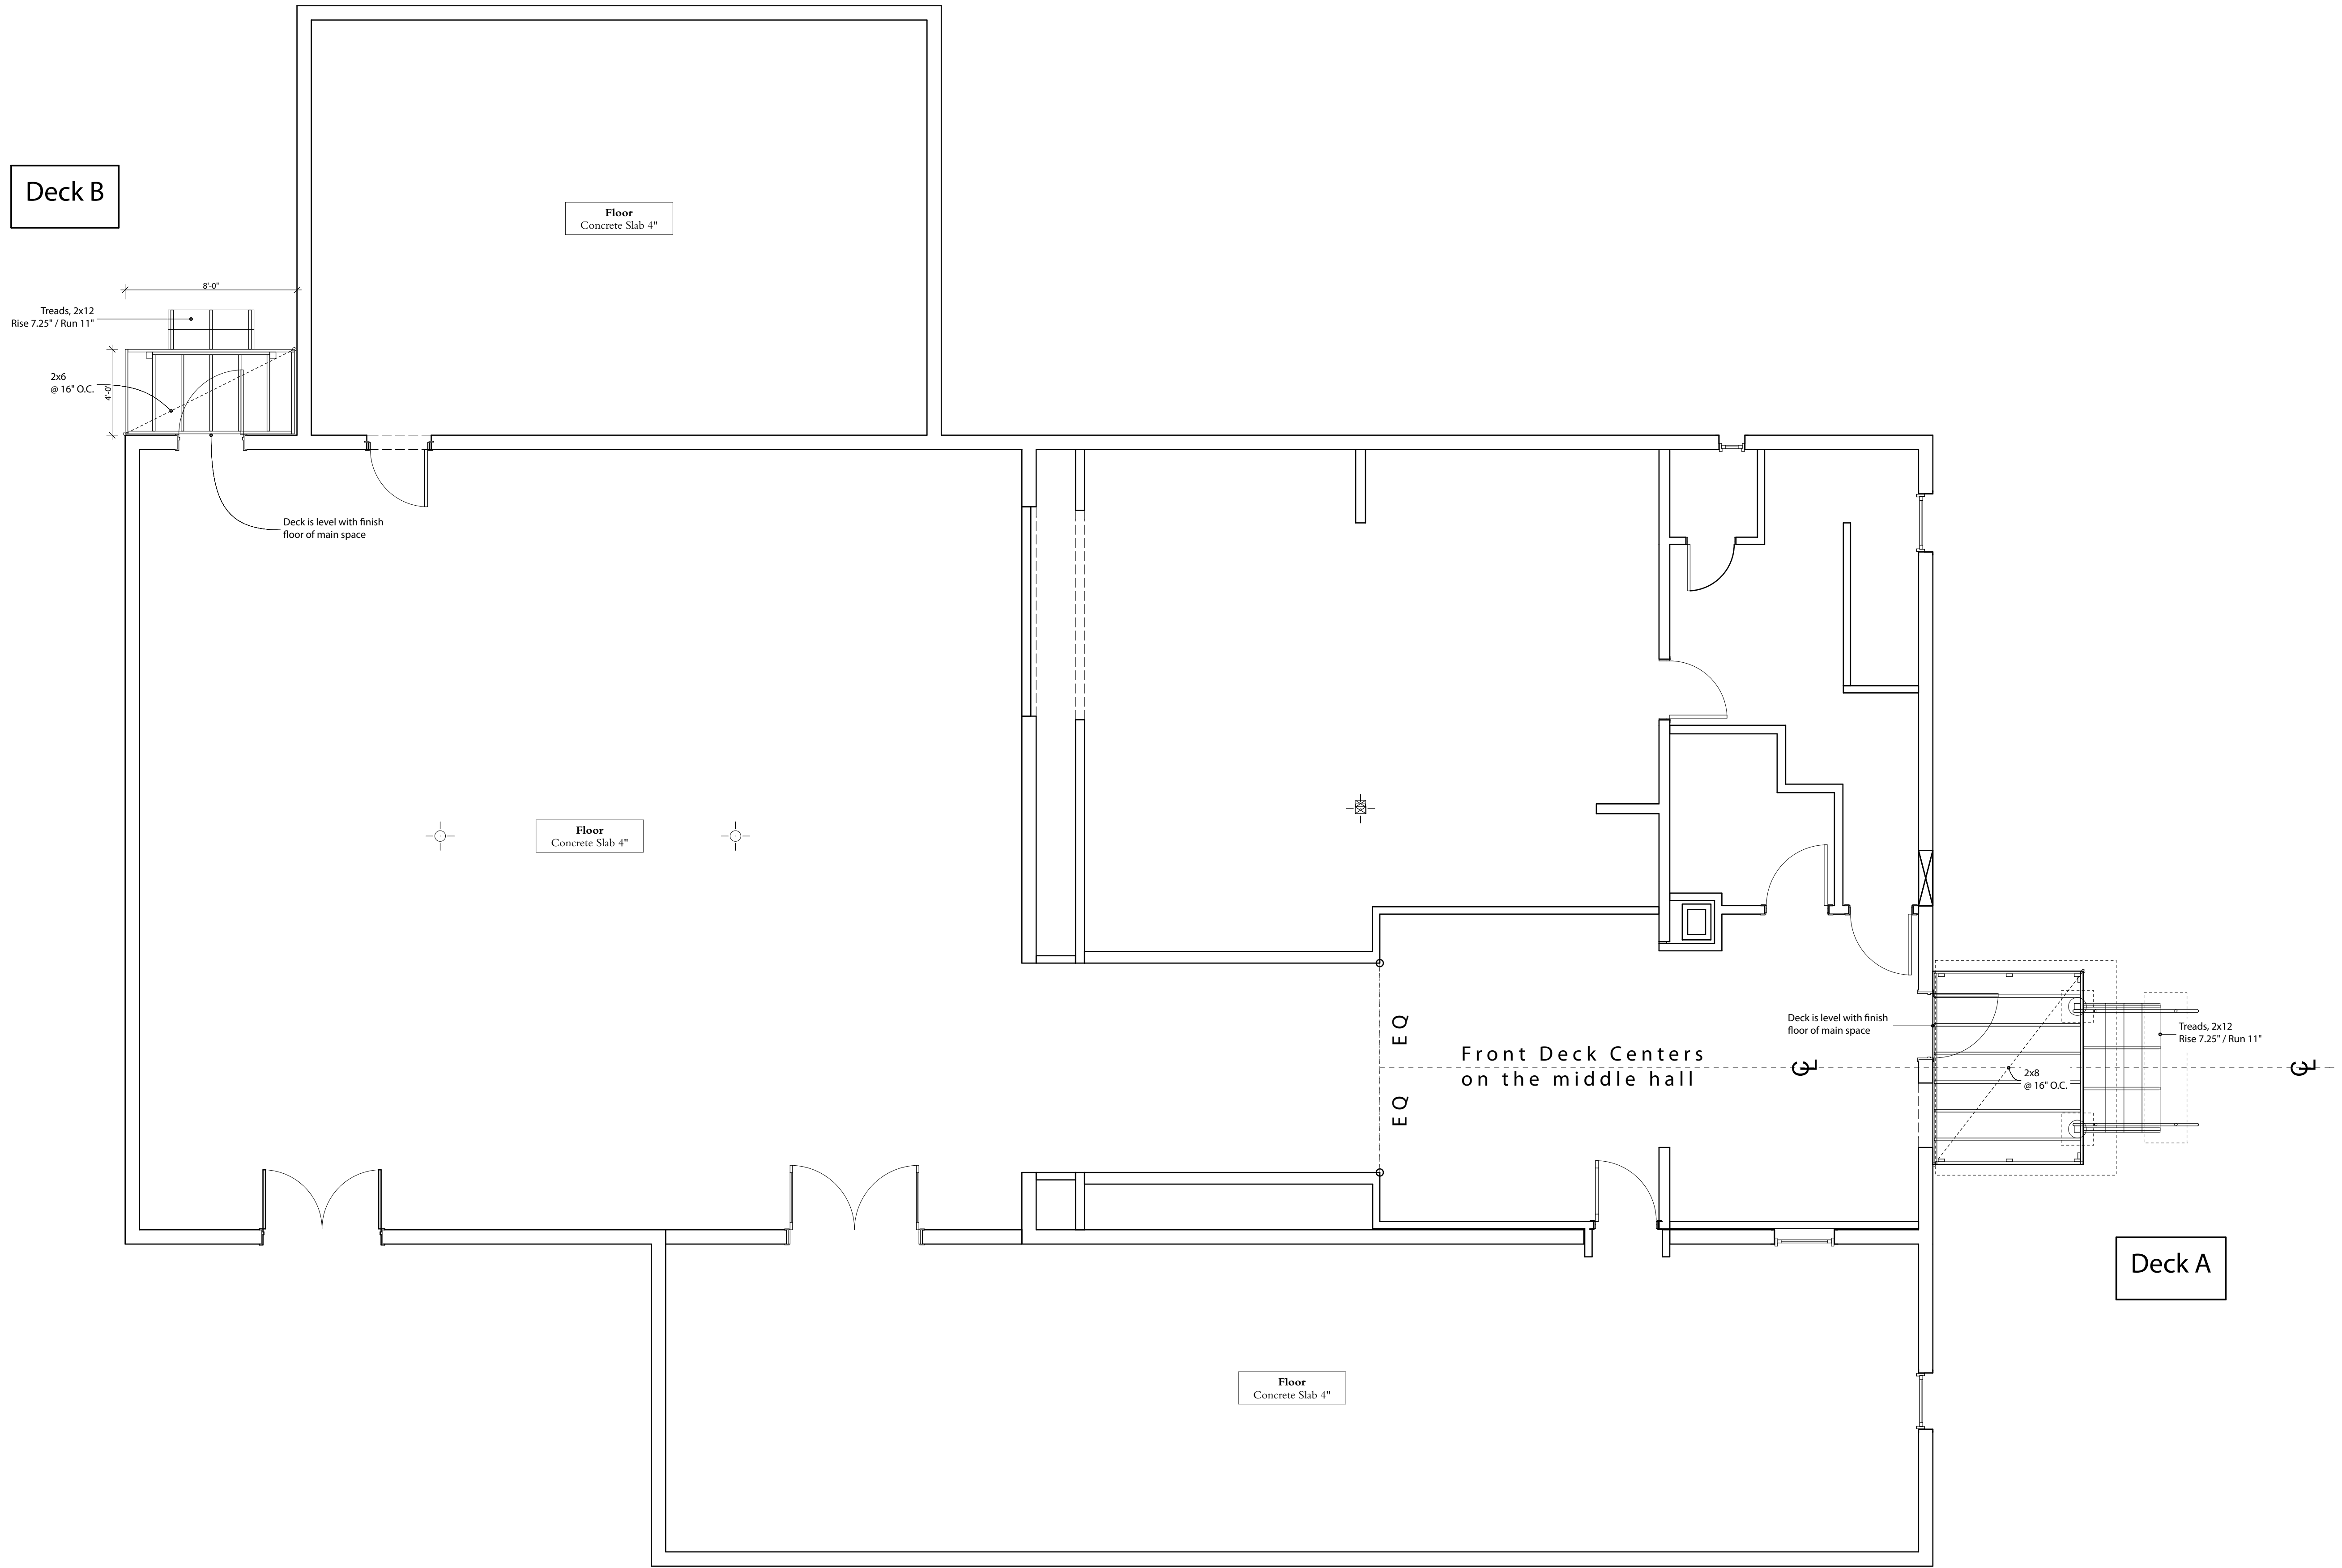 Deck B
Floor
Concrete Slab 4"
8'-0"
Treads, 2x12
Rise 7.25" / Run 11"
2x6
@ 16" O.C.
4'-0"
Deck is level with finish
floor of main space
Floor
Concrete Slab 4"
EQ
EQ
Front Deck Centers
on the middle hall
Deck is level with finish
floor of main space
CL
2x8
@ 16" O.C.
Treads, 2x12
Rise 7.25" / Run 11"
CL
Deck A
Floor
Concrete Slab 4"